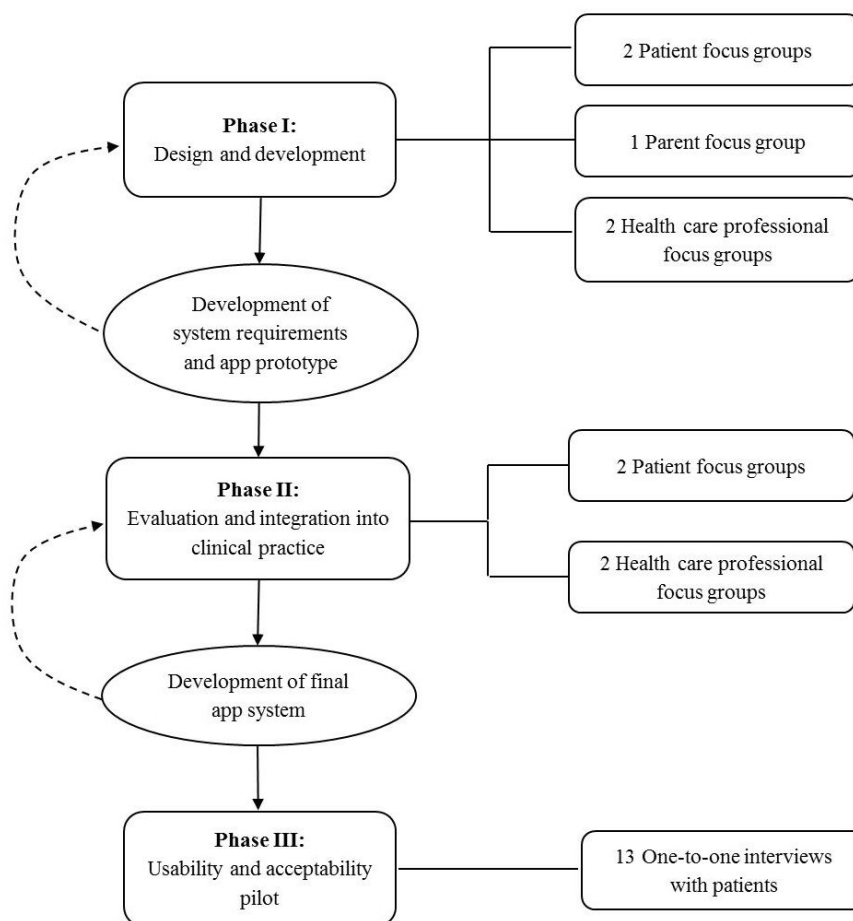 2 Patient focus groups
Phase I:
Design and development
1 Parent focus group
2 Health care professional
focus groups
Development of
system requirements
and app prototype
2 Patient focus groups
Phase II:
Evaluation and integration into
clinical practice
2 Health care professional
focus groups
Development of final
app system
Phase III:
Usability and acceptability
pilot
13 One-to-one interviews
with patients